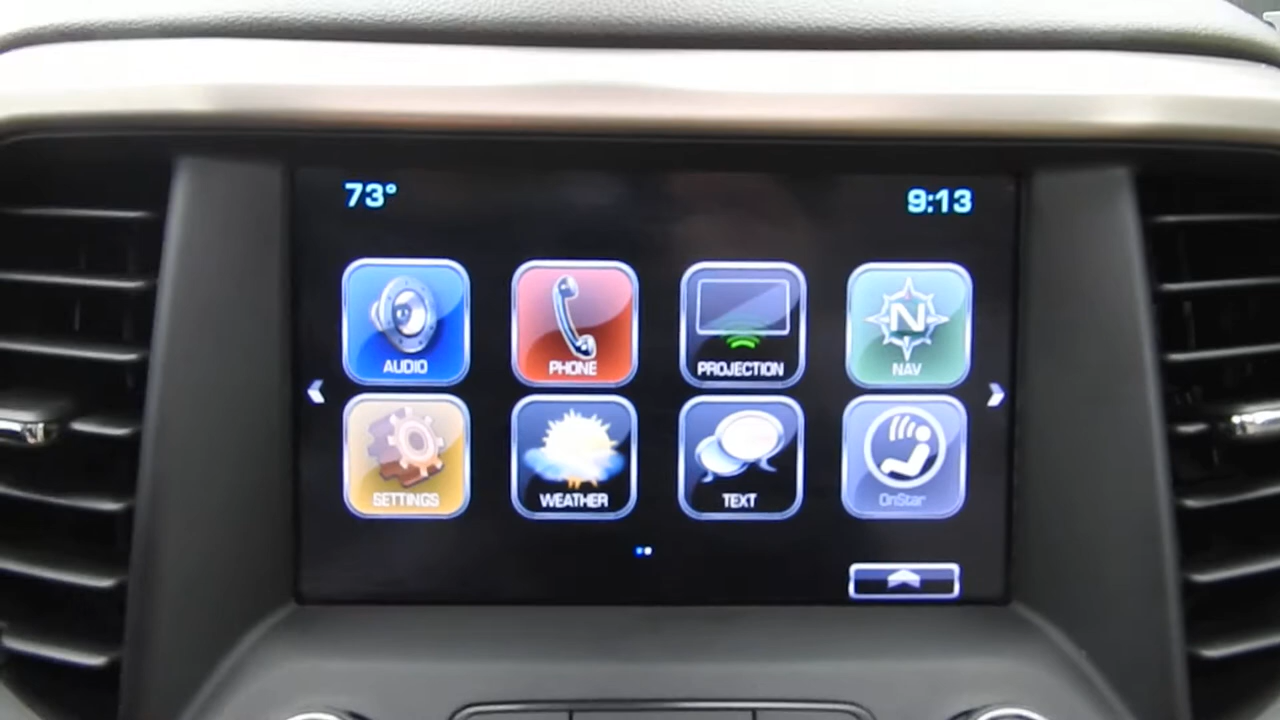 73° 9:13
AUDIO PHONE PROJECTION N NAV
SETTINGS WEATHER TEXT OnStar